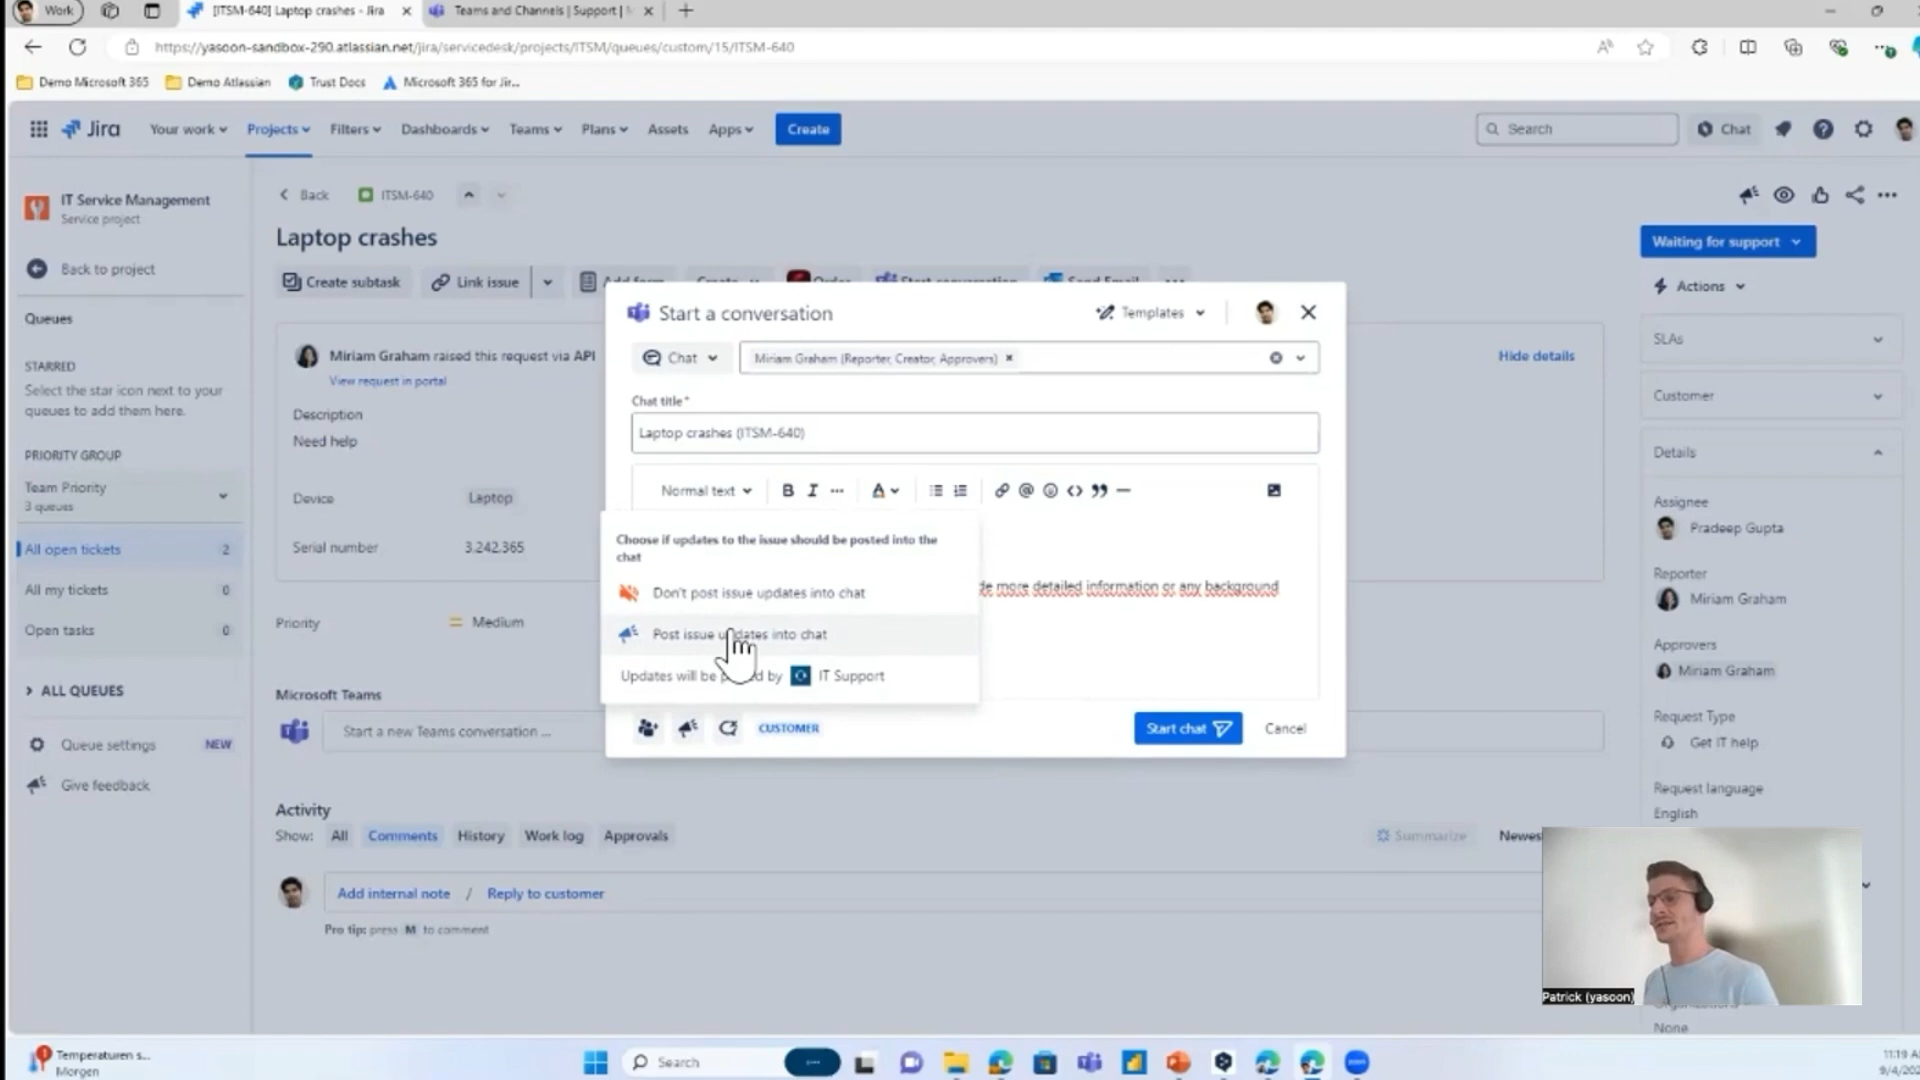 Work
[ITSM-640] Laptop crashes - Jira
Teams and Channels | Support |
https://yasoon-sandbox-290.atlassian.net/jira/servicedesk/projects/ITSM/queues/custom/15/ITSM-640
Demo Microsoft 365
Demo Atlassian
Trust Docs
Microsoft 365 for Jir...
Jira
Your work
Projects
Filters
Dashboards
Teams
Plans
Assets
Apps
Create
Search
Chat
IT Service Management
Service project
Back
ITSM-640
Laptop crashes
Waiting for support
Back to project
Create subtask
Link issue
Add form
Create
Order
Start conversation
Send Email
Actions
Queues
Start a conversation
Templates
SLAs
Miriam Graham raised this request via API
View request in portal
Hide details
Chat
Miriam Graham (Reporter, Creator, Approvers)
STARRED
Select the star icon next to your
queues to add them here.
Customer
Description
Need help
Chat title*
Laptop crashes (ITSM-640)
PRIORITY GROUP
Team Priority
3 queues
Details
Device
Laptop
Normal text
Assignee
Pradeep Gupta
All open tickets 2
Serial number
3.242.365
Choose if updates to the issue should be posted into the
chat
Don't post issue updates into chat
de more detailed information or any background
Reporter
Miriam Graham
All my tickets 0
Open tasks 0
Priority
Medium
Post issue updates into chat
Updates will be posted by IT Support
Approvers
Miriam Graham
ALL QUEUES
Microsoft Teams
Start a new Teams conversation ...
CUSTOMER
Start chat
Cancel
Request Type
Get IT help
Queue settings
NEW
Give feedback
Request language
English
Activity
Show:
All
Comments
History
Work log
Approvals
Summarize
Newes
Add internal note / Reply to customer
Pro tip: press M to comment
Patrick (yasoon)
None
Temperaturen s...
Morgen
Search
11:19 A
9/4/20